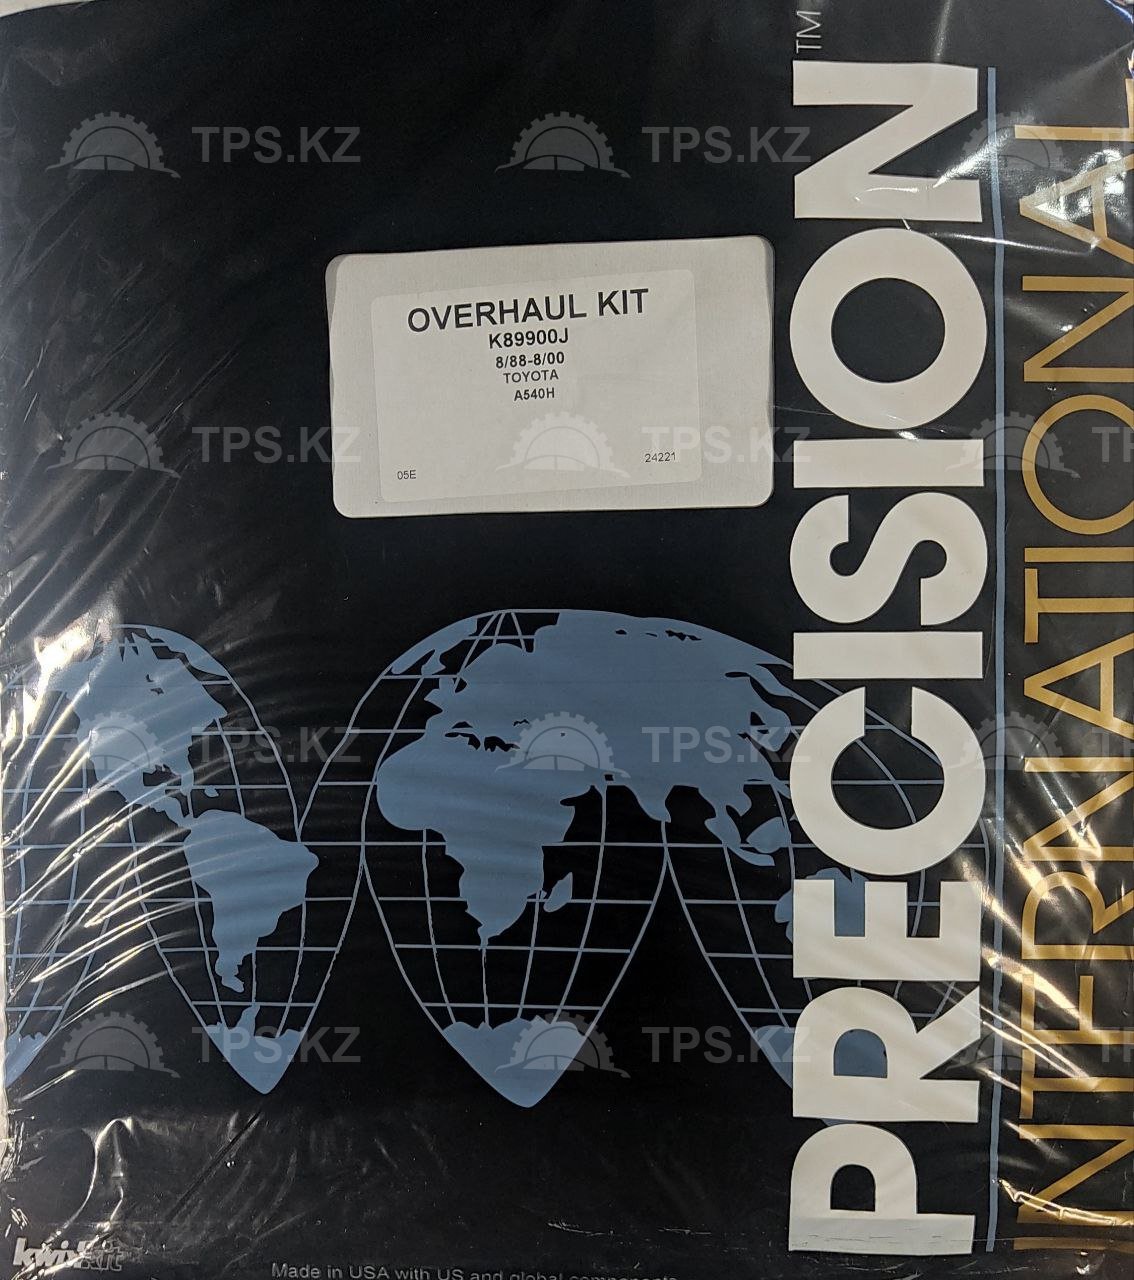 OVERHAUL KIT
K89900J
8/88-8/00
TOYOTA
A540H
05E
24221
PRECISION™
INTERNATIONAL
kwikkit
Made in USA with US and global components
TPS.KZ
TPS.KZ
TPS.KZ
TPS.KZ
TPS.KZ
TPS.KZ
TPS.KZ
TPS.KZ